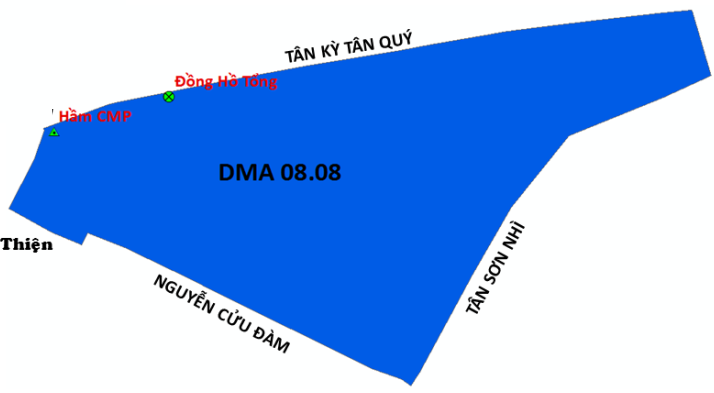 TÂN KỲ TÂN QUÝ
Đồng Hồ Tổng
Hầm CMP
DMA 08.08
Thiện
TÂN SƠN NHÌ
NGUYỄN CỬU ĐÀM